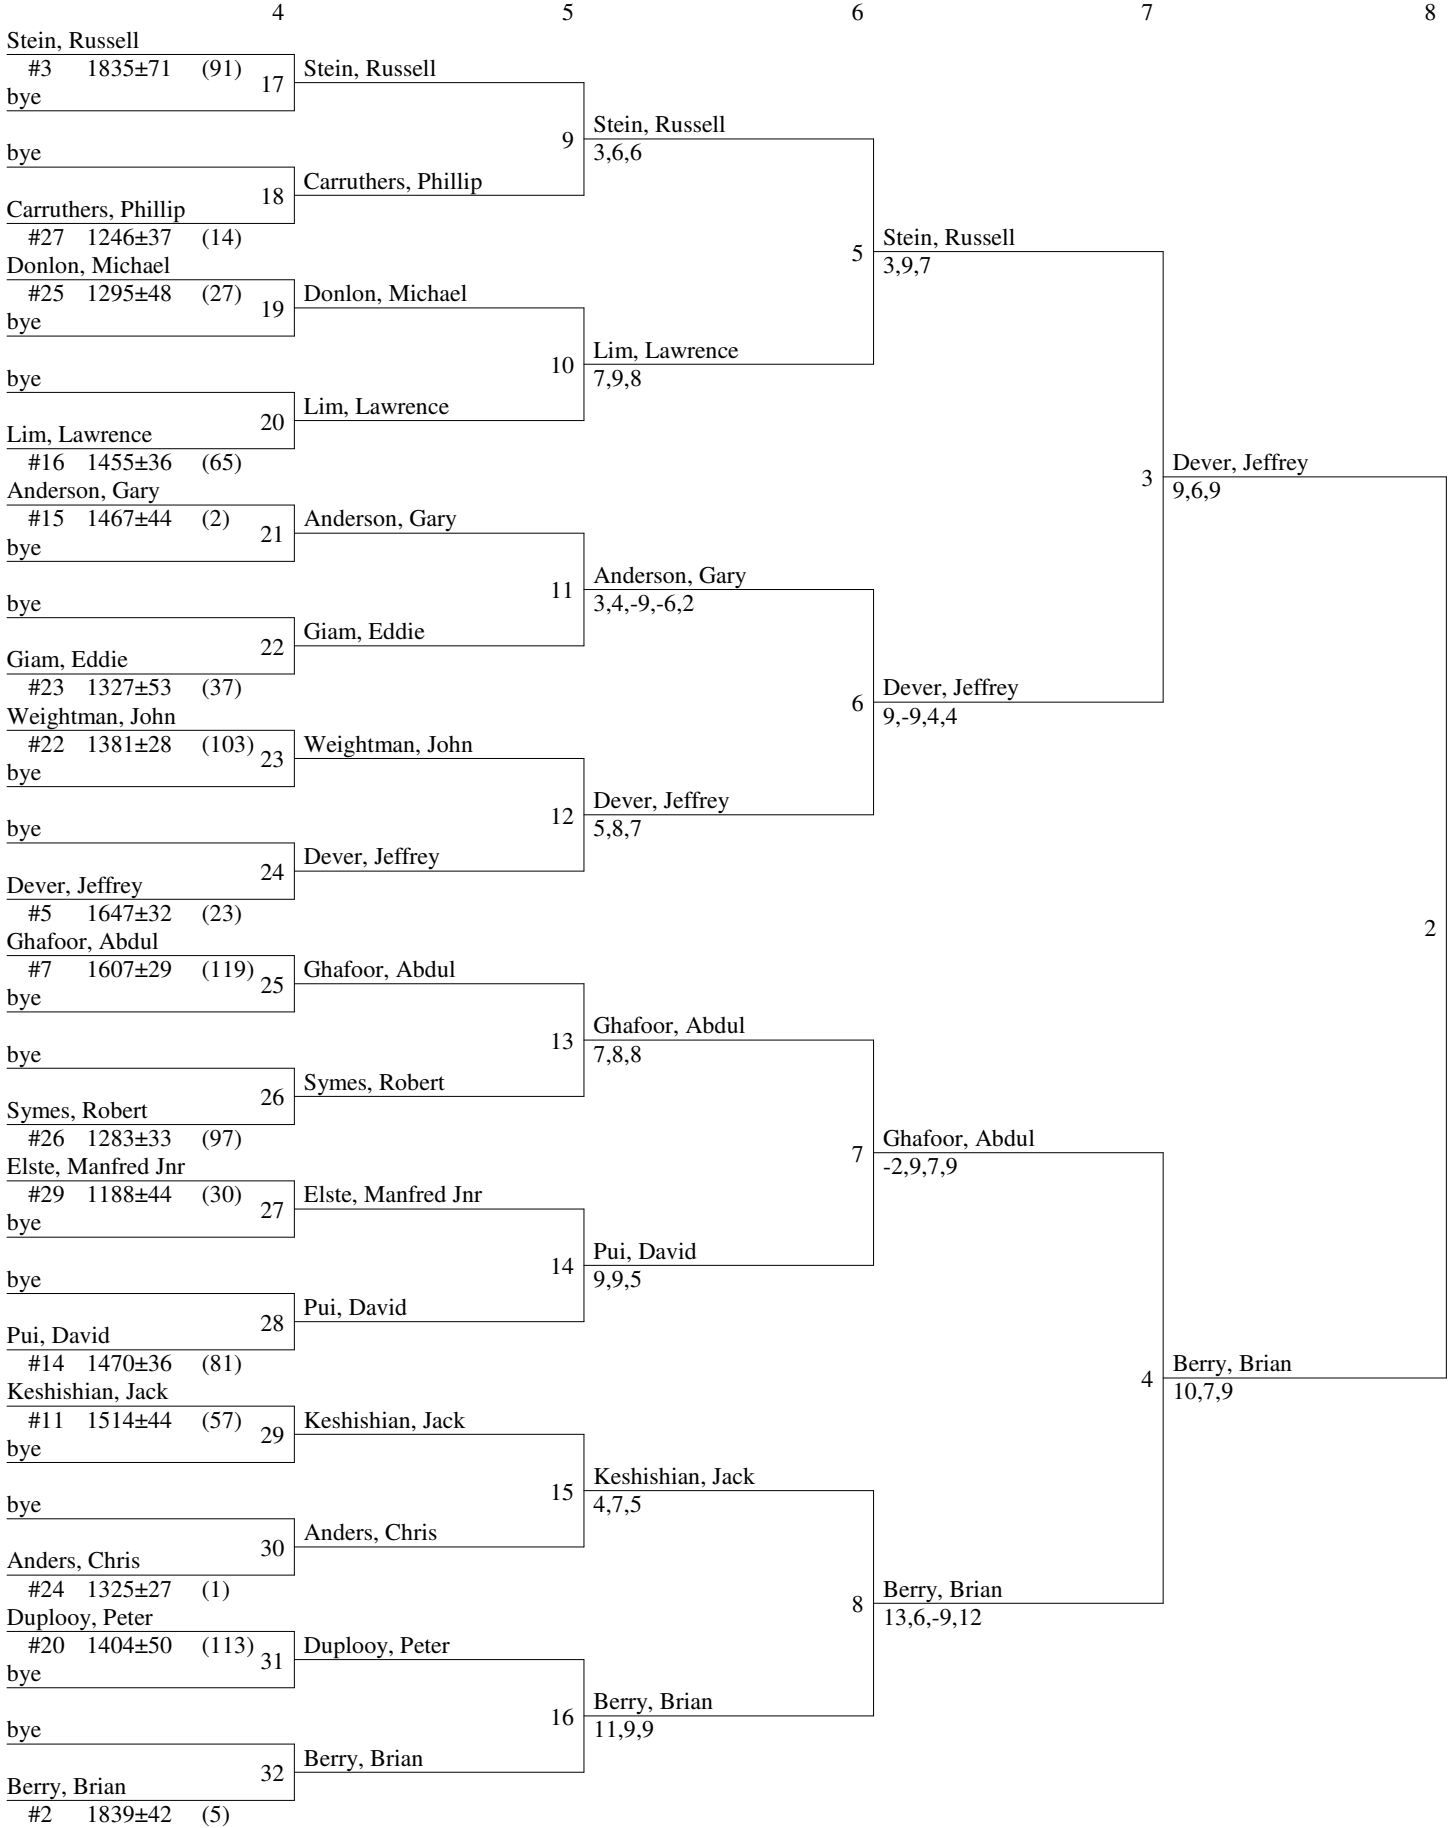 4 5 6 7 8
Stein, Russell
#3 1835±71 (91) 17 Stein, Russell
bye
9 Stein, Russell
3,6,6
bye
18 Carruthers, Phillip
Carruthers, Phillip
#27 1246±37 (14)
5 Stein, Russell
3,9,7
Donlon, Michael
#25 1295±48 (27) 19 Donlon, Michael
bye
10 Lim, Lawrence
7,9,8
bye
20 Lim, Lawrence
Lim, Lawrence
#16 1455±36 (65)
3 Dever, Jeffrey
9,6,9
Anderson, Gary
#15 1467±44 (2) 21 Anderson, Gary
bye
11 Anderson, Gary
3,4,-9,-6,2
bye
22 Giam, Eddie
Giam, Eddie
#23 1327±53 (37)
6 Dever, Jeffrey
9,-9,4,4
Weightman, John
#22 1381±28 (103) 23 Weightman, John
bye
12 Dever, Jeffrey
5,8,7
bye
24 Dever, Jeffrey
Dever, Jeffrey
#5 1647±32 (23)
2
Ghafoor, Abdul
#7 1607±29 (119) 25 Ghafoor, Abdul
bye
13 Ghafoor, Abdul
7,8,8
bye
26 Symes, Robert
Symes, Robert
#26 1283±33 (97)
7 Ghafoor, Abdul
-2,9,7,9
Elste, Manfred Jnr
#29 1188±44 (30) 27 Elste, Manfred Jnr
bye
14 Pui, David
9,9,5
bye
28 Pui, David
Pui, David
#14 1470±36 (81)
4 Berry, Brian
10,7,9
Keshishian, Jack
#11 1514±44 (57) 29 Keshishian, Jack
bye
15 Keshishian, Jack
4,7,5
bye
30 Anders, Chris
Anders, Chris
#24 1325±27 (1)
8 Berry, Brian
13,6,-9,12
Duplooy, Peter
#20 1404±50 (113) 31 Duplooy, Peter
bye
16 Berry, Brian
11,9,9
bye
32 Berry, Brian
Berry, Brian
#2 1839±42 (5)